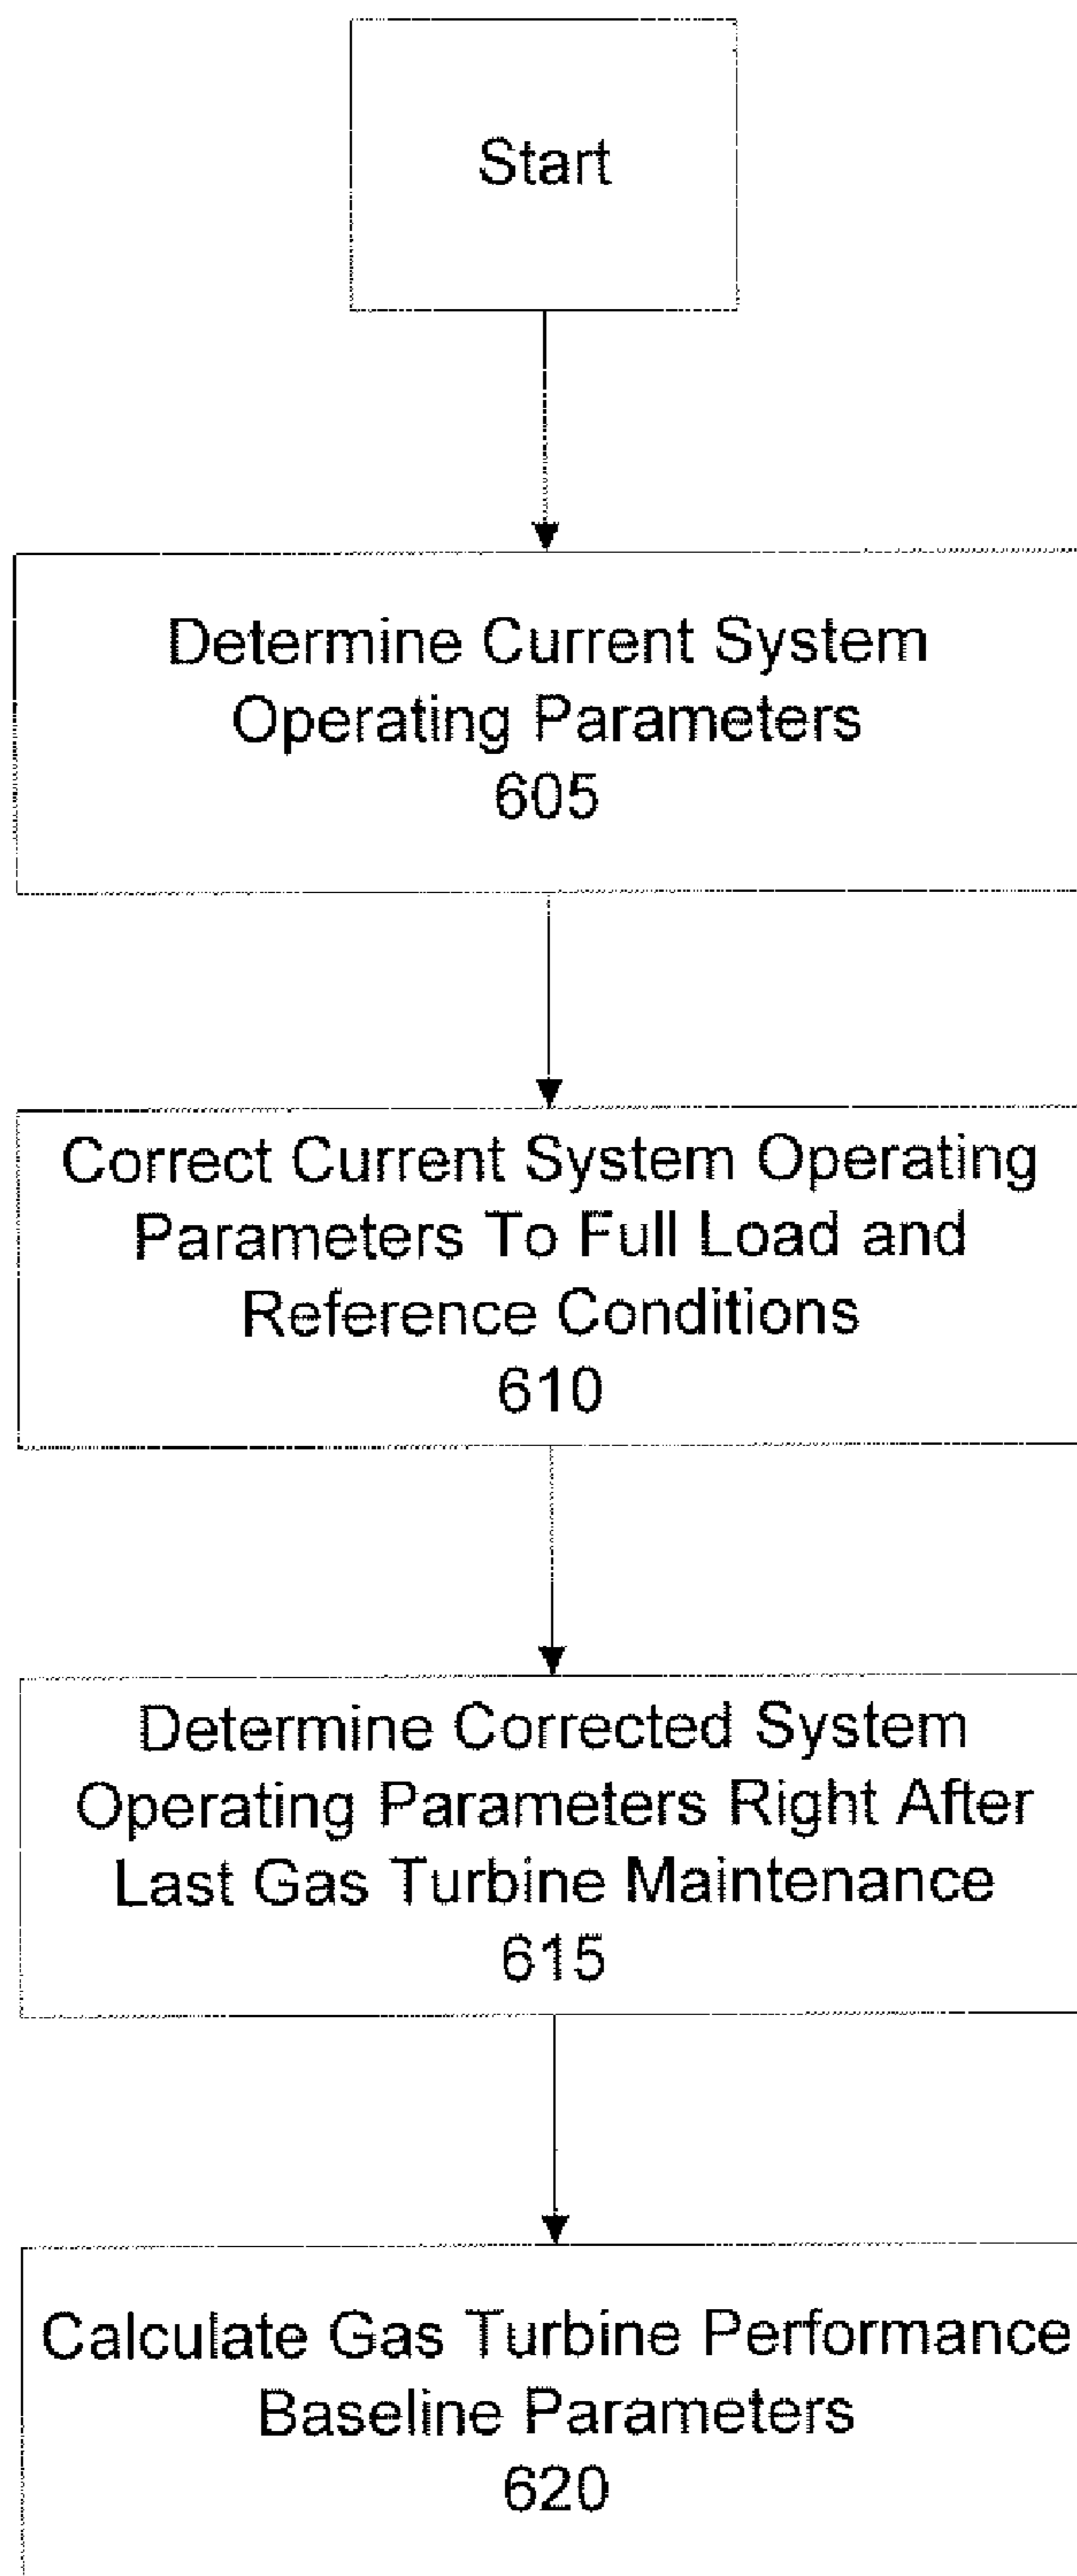 Start
Determine Current System
Operating Parameters
605
Correct Current System Operating
Parameters To Full Load and
Reference Conditions
610
Determine Corrected System
Operating Parameters Right After
Last Gas Turbine Maintenance
615
Calculate Gas Turbine Performance
Baseline Parameters
620